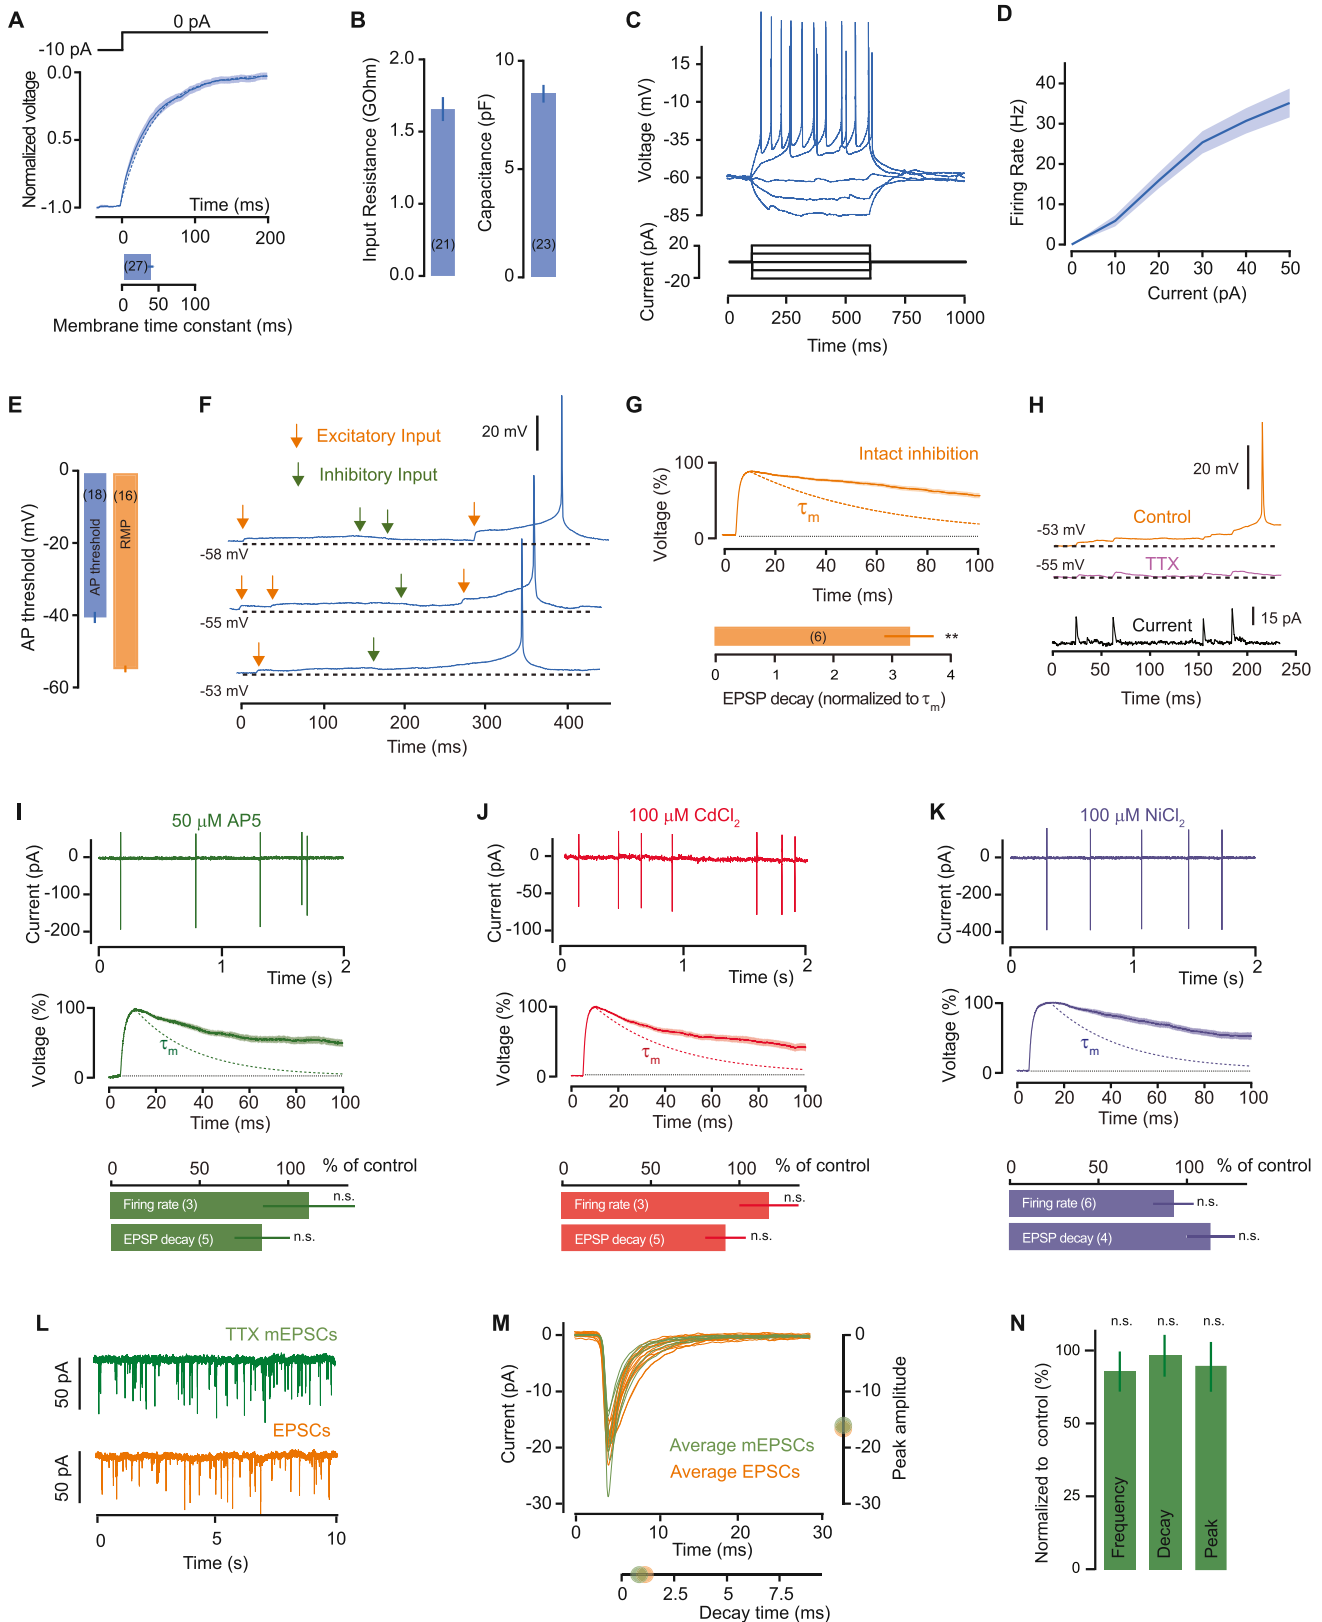 A
0 pA
-10 pA
0.0
0.5
-1.0
Normalized voltage
Time (ms)
0
100
200
(27)
0
50
100
Membrane time constant (ms)
B
2.0
1.5
1.0
0.0
Input Resistance (GOhm)
(21)
10
5
0
Capacitance (pF)
(23)
C
15
-10
-35
-60
-85
Voltage (mV)
20
-20
Current (pA)
0
250
500
750
1000
Time (ms)
D
40
30
20
10
0
Firing Rate (Hz)
0
10
20
30
40
50
Current (pA)
E
0
-20
-40
-60
AP threshold (mV)
(18)
AP threshold
(16)
RMP
F
Excitatory Input
Inhibitory Input
20 mV
-58 mV
-55 mV
-53 mV
0
100
200
300
400
Time (ms)
G
100
0
Voltage (%)
Intact inhibition
τm
0
20
40
60
80
100
Time (ms)
(6)
**
0
1
2
3
4
EPSP decay (normalized to τm)
H
20 mV
-53 mV
Control
-55 mV
TTX
Current
15 pA
0
50
100
150
200
250
Time (ms)
I
50 μM AP5
0
-100
-200
Current (pA)
0
1
2
Time (s)
100
0
Voltage (%)
τm
0
20
40
60
80
100
Time (ms)
0
50
100
% of control
Firing rate (3)
n.s.
EPSP decay (5)
n.s.
J
100 μM CdCl2
0
-50
-100
Current (pA)
0
1
2
Time (s)
100
0
Voltage (%)
τm
0
20
40
60
80
100
Time (ms)
0
50
100
% of control
Firing rate (3)
n.s.
EPSP decay (5)
n.s.
K
100 μM NiCl2
0
-200
-400
Current (pA)
0
1
2
Time (s)
100
0
Voltage (%)
τm
0
20
40
60
80
100
Time (ms)
0
50
100
% of control
Firing rate (6)
n.s.
EPSP decay (4)
n.s.
L
TTX mEPSCs
50 pA
EPSCs
50 pA
0
5
10
Time (s)
M
0
-10
-20
-30
Current (pA)
Average mEPSCs
Average EPSCs
0
10
20
30
Time (ms)
0
-10
-20
-30
Peak amplitude
0
2.5
5
7.5
Decay time (ms)
N
n.s.
n.s.
n.s.
100
50
25
0
Normalized to control (%)
Frequency
Decay
Peak